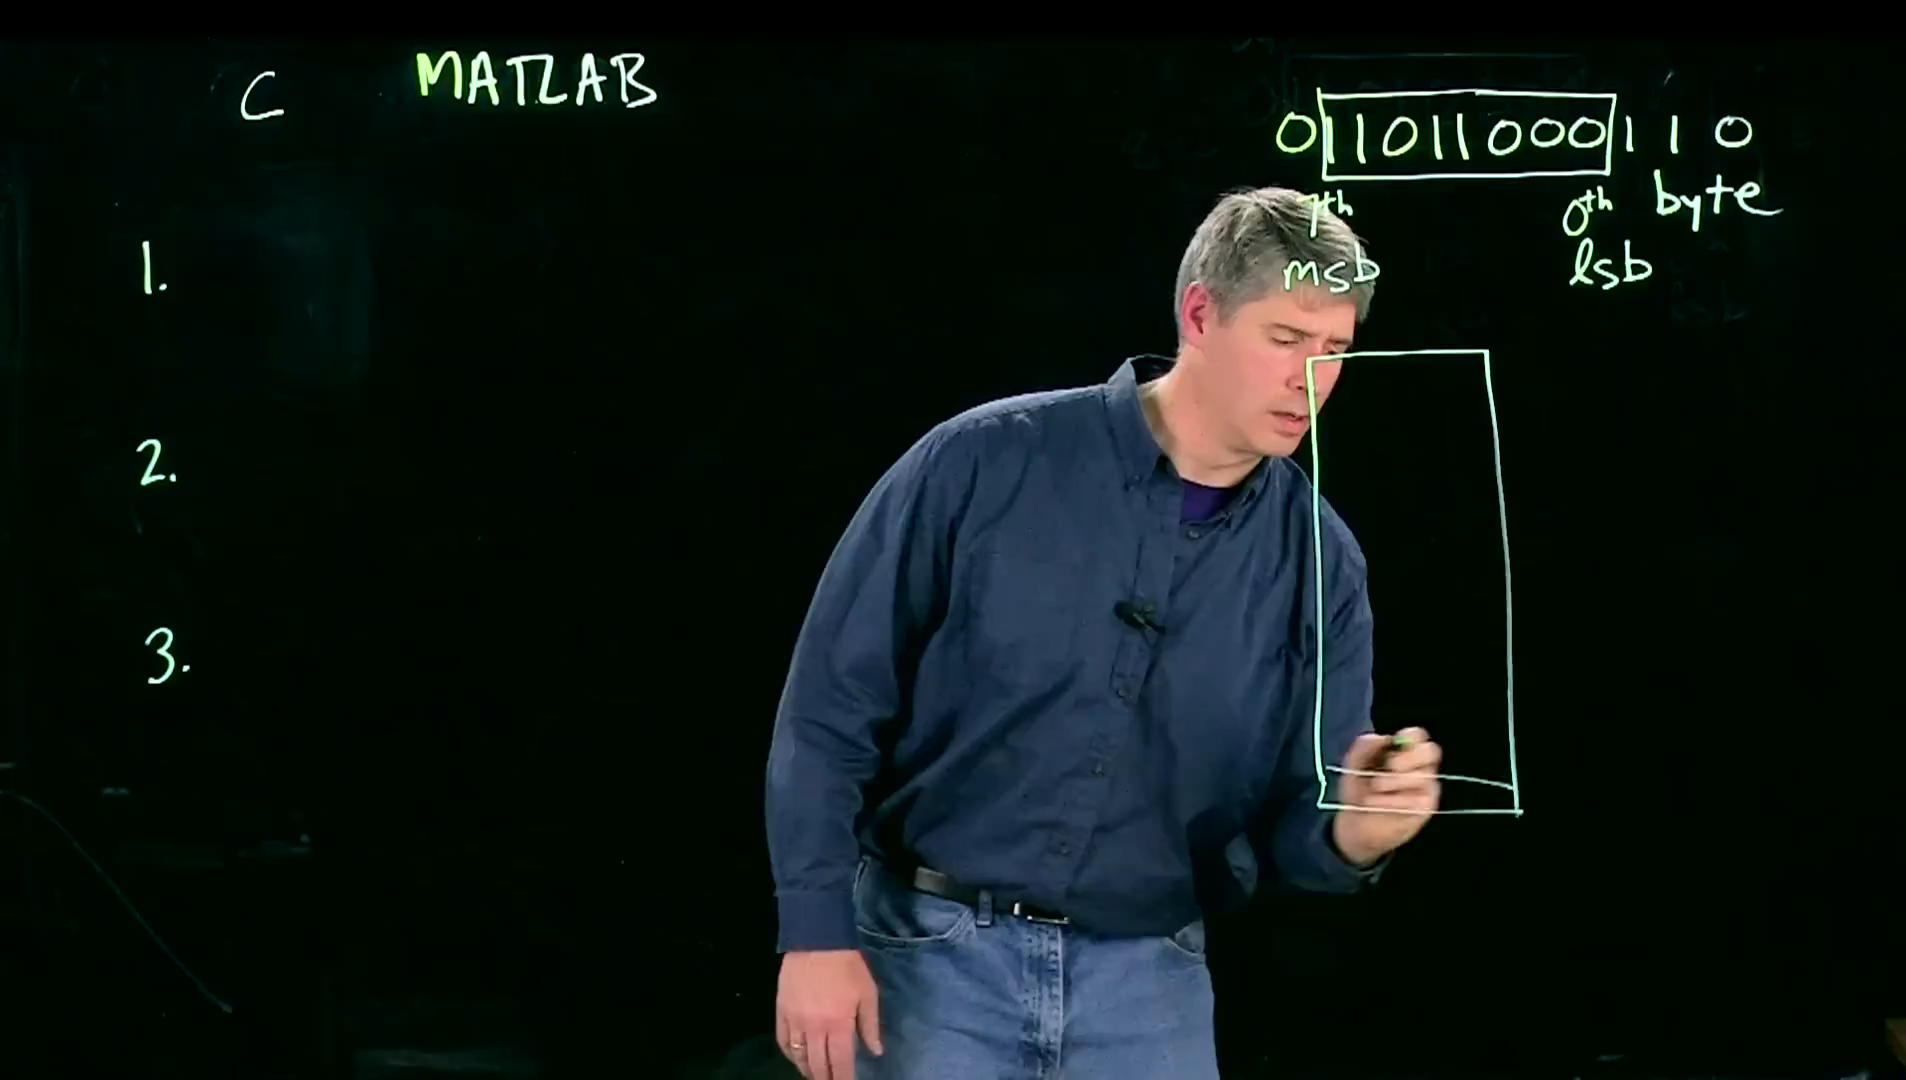 C MATLAB
0 11011000 1 1 0
7th 0th byte
msb lsb
1.
2.
3.